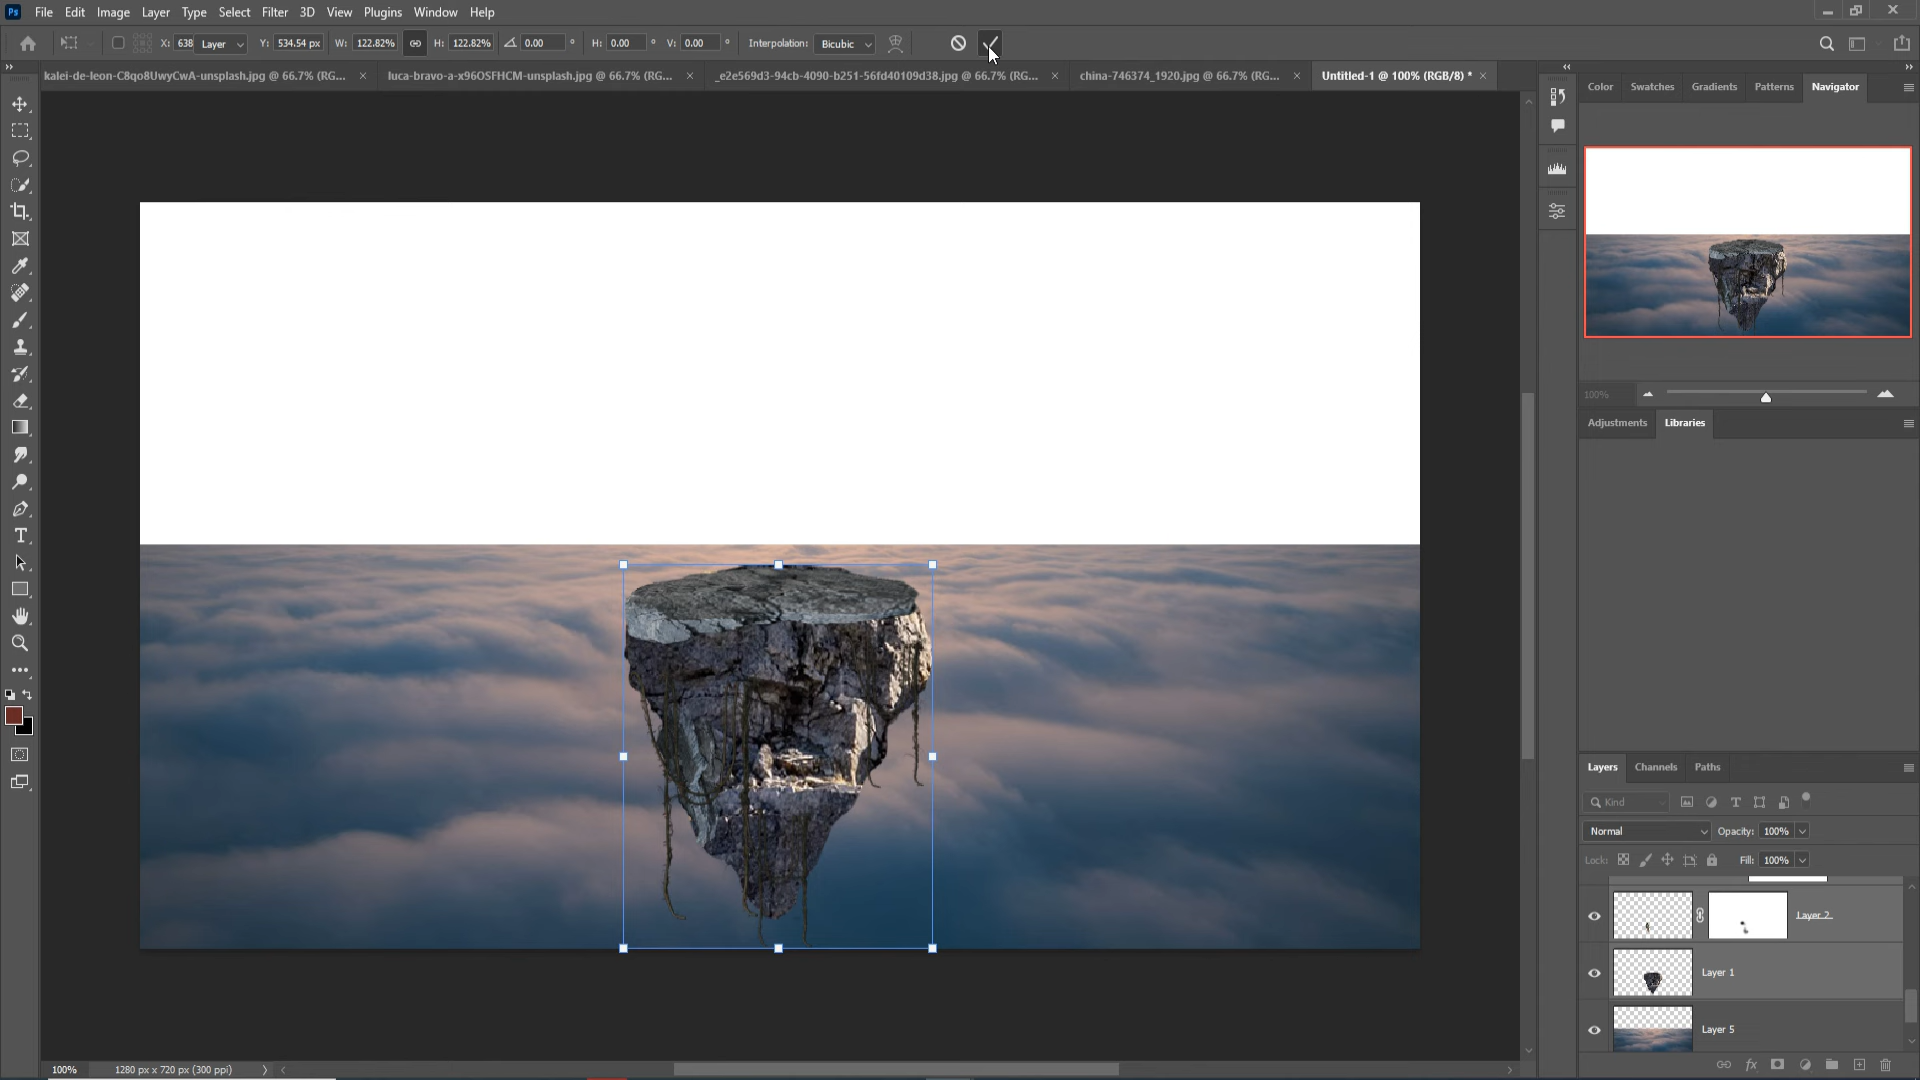 Ps File Edit Image Layer Type Select Filter 3D View Plugins Window Help
X: 638 Layer Y: 534.54 px W: 122.82% H: 122.82% 0.00 ° H: 0.00 ° V: 0.00 ° Interpolation: Bicubic
kalei-de-leon-C8qo8UwyCwA-unsplash.jpg @ 66.7% (RG... × luca-bravo-a-x96OSFHCM-unsplash.jpg @ 66.7% (RG... × _e2e569d3-94cb-4090-b251-56fd40109d38.jpg @ 66.7% (RG... × china-746374_1920.jpg @ 66.7% (RG... × Untitled-1 @ 100% (RGB/8) * ×
Color Swatches Gradients Patterns Navigator
100%
Adjustments Libraries
Layers Channels Paths
Kind
Normal Opacity: 100%
Lock: Fill: 100%
Layer 2
Layer 1
Layer 5
100% 1280 px x 720 px (300 ppi)